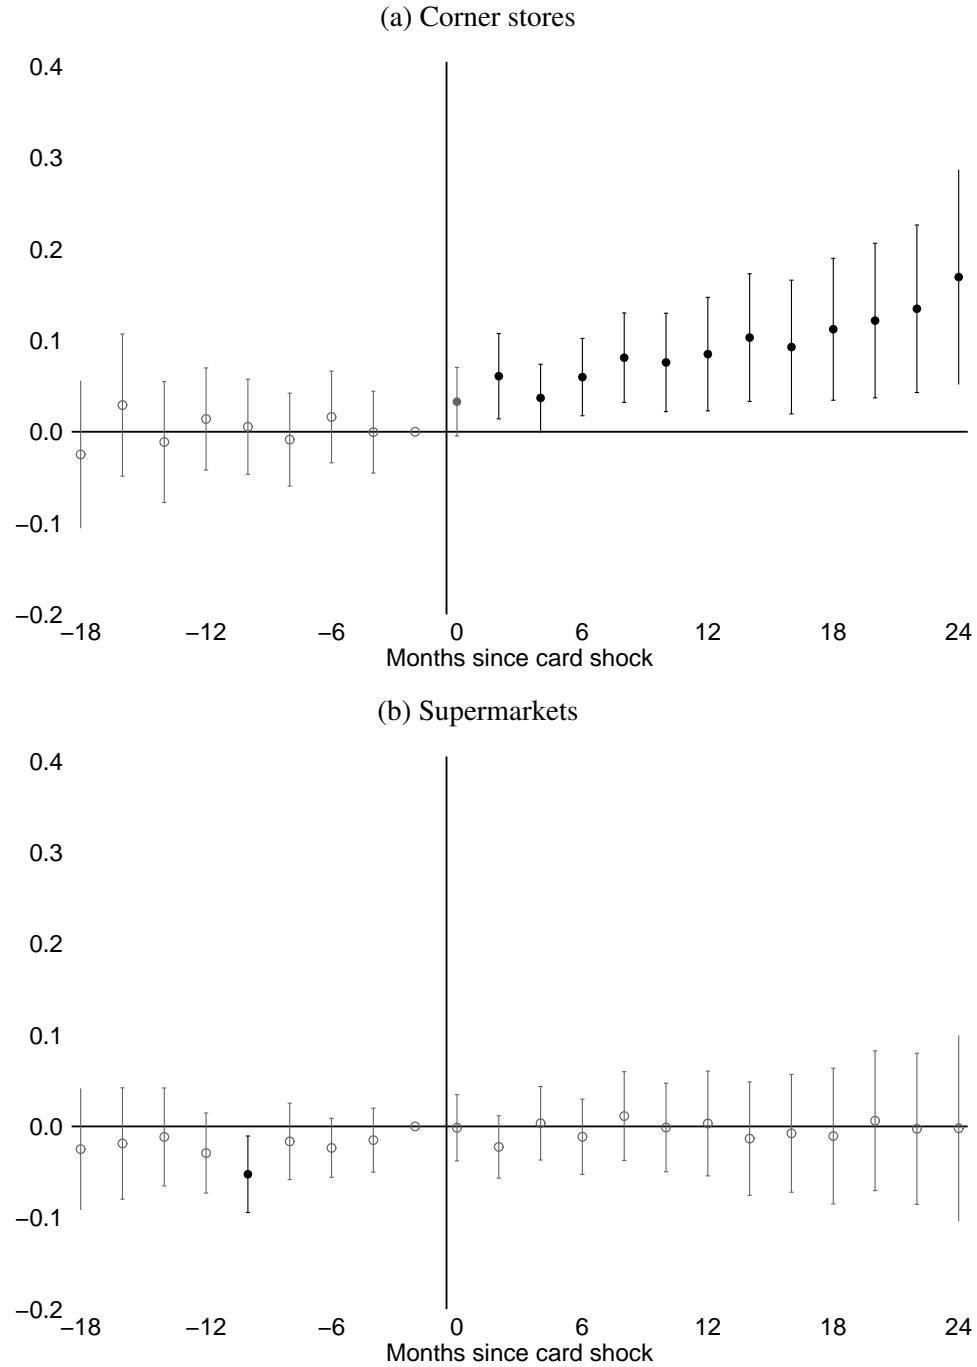 (a) Corner stores
0.4
0.3
0.2
0.1
0.0
−0.1
−0.2
−18 −12 −6 0 6 12 18 24
Months since card shock
(b) Supermarkets
0.4
0.3
0.2
0.1
0.0
−0.1
−0.2
−18 −12 −6 0 6 12 18 24
Months since card shock